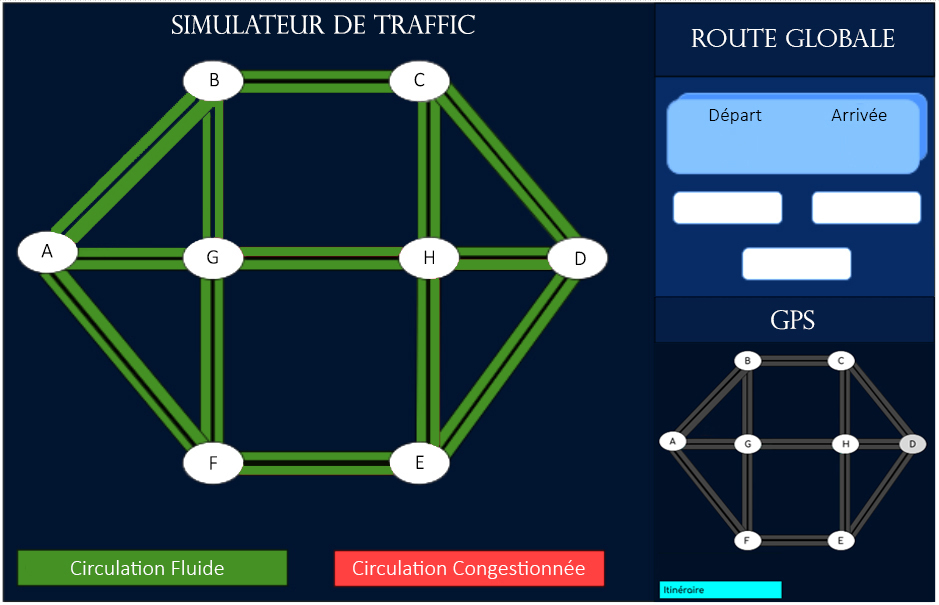 SIMULATEUR DE TRAFFIC
B
C
A
G
H
D
F
E
Circulation Fluide
Circulation Congestionnée
ROUTE GLOBALE
Départ
Arrivée
GPS
B
C
A
G
H
D
F
E
Itinéraire